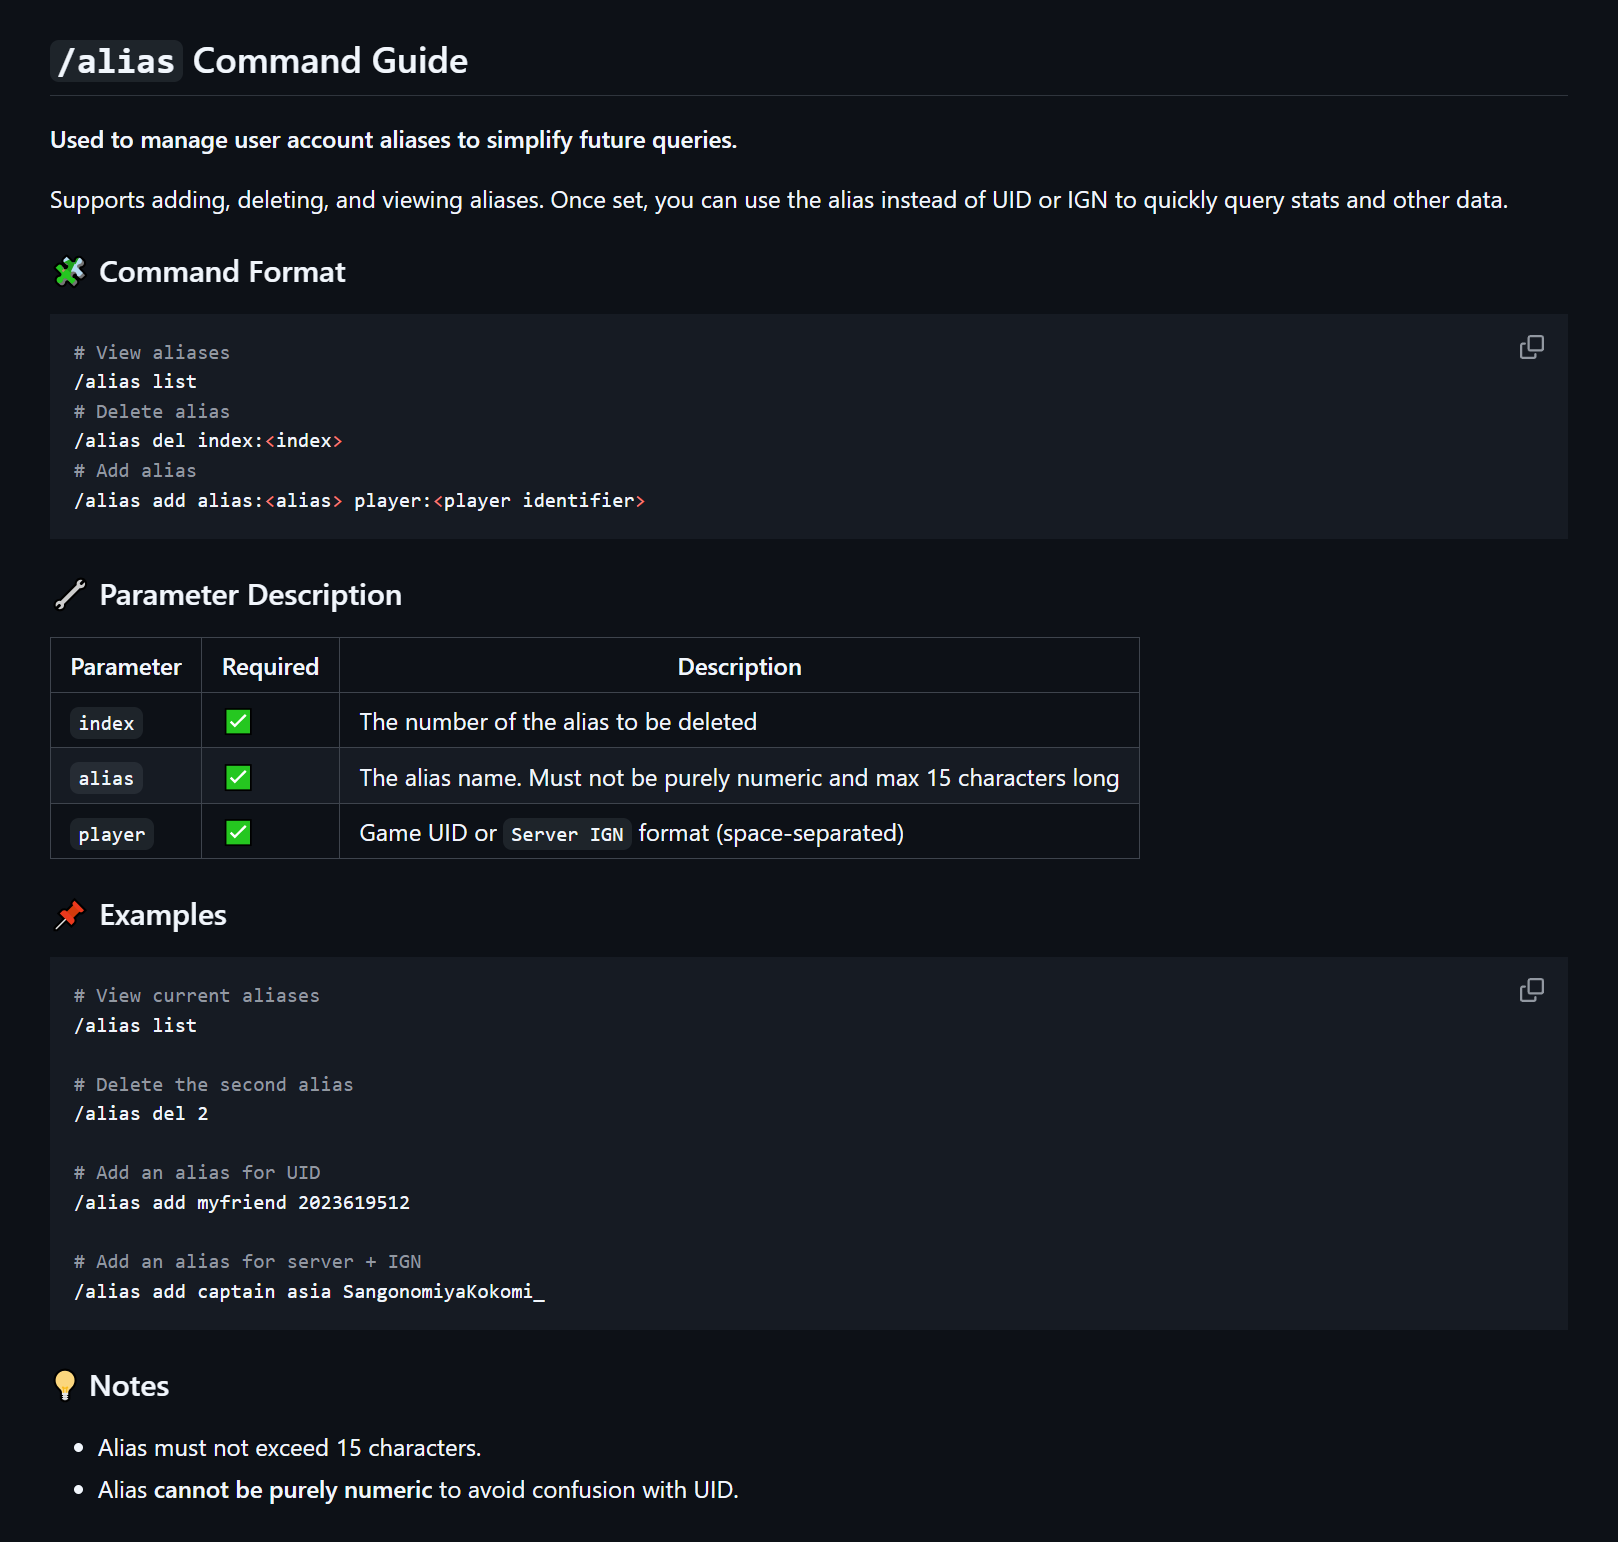 /alias Command Guide
Used to manage user account aliases to simplify future queries.
Supports adding, deleting, and viewing aliases. Once set, you can use the alias instead of UID or IGN to quickly query stats and other data.
Command Format
# View aliases
/alias list
# Delete alias
/alias del index:<index>
# Add alias
/alias add alias:<alias> player:<player identifier>
Parameter Description
Parameter Required Description
index ✅ The number of the alias to be deleted
alias ✅ The alias name. Must not be purely numeric and max 15 characters long
player ✅ Game UID or Server IGN format (space-separated)
Examples
# View current aliases
/alias list
# Delete the second alias
/alias del 2
# Add an alias for UID
/alias add myfriend 2023619512
# Add an alias for server + IGN
/alias add captain asia SangonomiyaKokomi_
Notes
• Alias must not exceed 15 characters.
• Alias cannot be purely numeric to avoid confusion with UID.